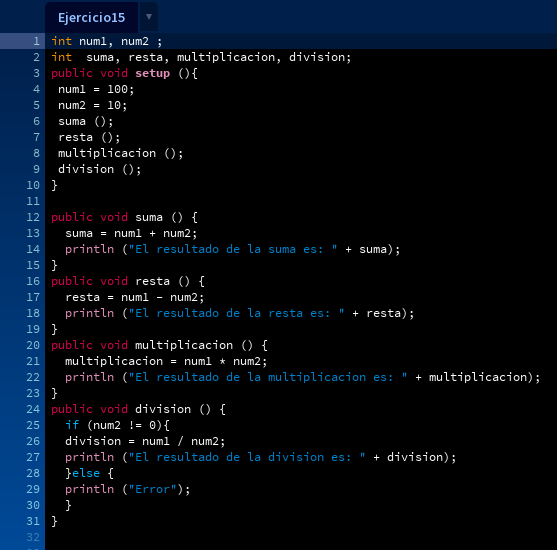 Ejercicio15 ▼
1 int num1, num2 ;
2 int  suma, resta, multiplicacion, division;
3 public void setup (){
4  num1 = 100;
5  num2 = 10;
6  suma ();
7  resta ();
8  multiplicacion ();
9  division ();
10 }
11
12 public void suma () {
13   suma = num1 + num2;
14   println ("El resultado de la suma es: " + suma);
15 }
16 public void resta () {
17   resta = num1 - num2;
18   println ("El resultado de la resta es: " + resta);
19 }
20 public void multiplicacion () {
21   multiplicacion = num1 * num2;
22   println ("El resultado de la multiplicacion es: " + multiplicacion);
23 }
24 public void division () {
25   if (num2 != 0){
26   division = num1 / num2;
27   println ("El resultado de la division es: " + division);
28   }else {
29   println ("Error");
30   }
31 }
32